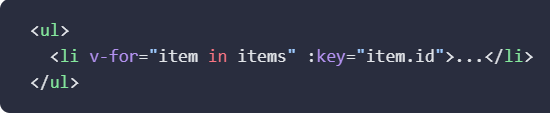 <ul>
  <li v-for="item in items" :key="item.id">...</li>
</ul>